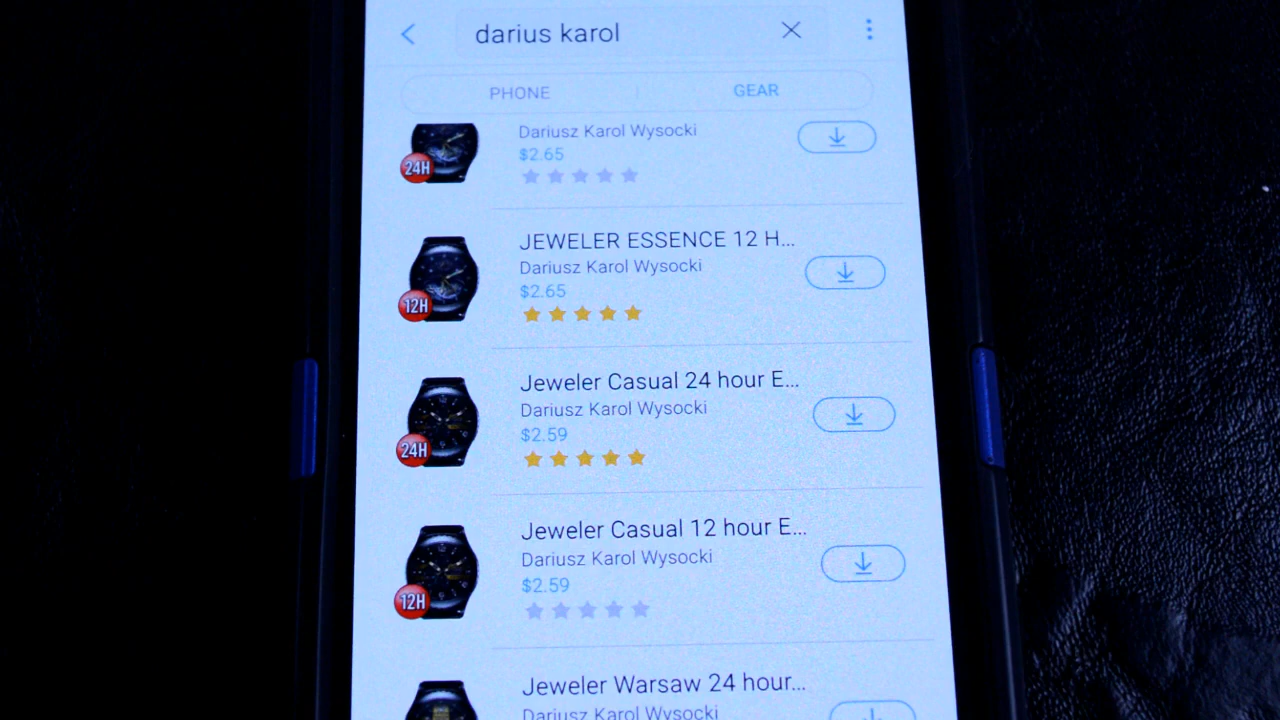 darius karol
PHONE
GEAR
Dariusz Karol Wysocki
$2.65
24H
JEWELER ESSENCE 12 H...
Dariusz Karol Wysocki
$2.65
12H
Jeweler Casual 24 hour E...
Dariusz Karol Wysocki
$2.59
24H
Jeweler Casual 12 hour E...
Dariusz Karol Wysocki
$2.59
12H
Jeweler Warsaw 24 hour...
Dariusz Karol Wysocki